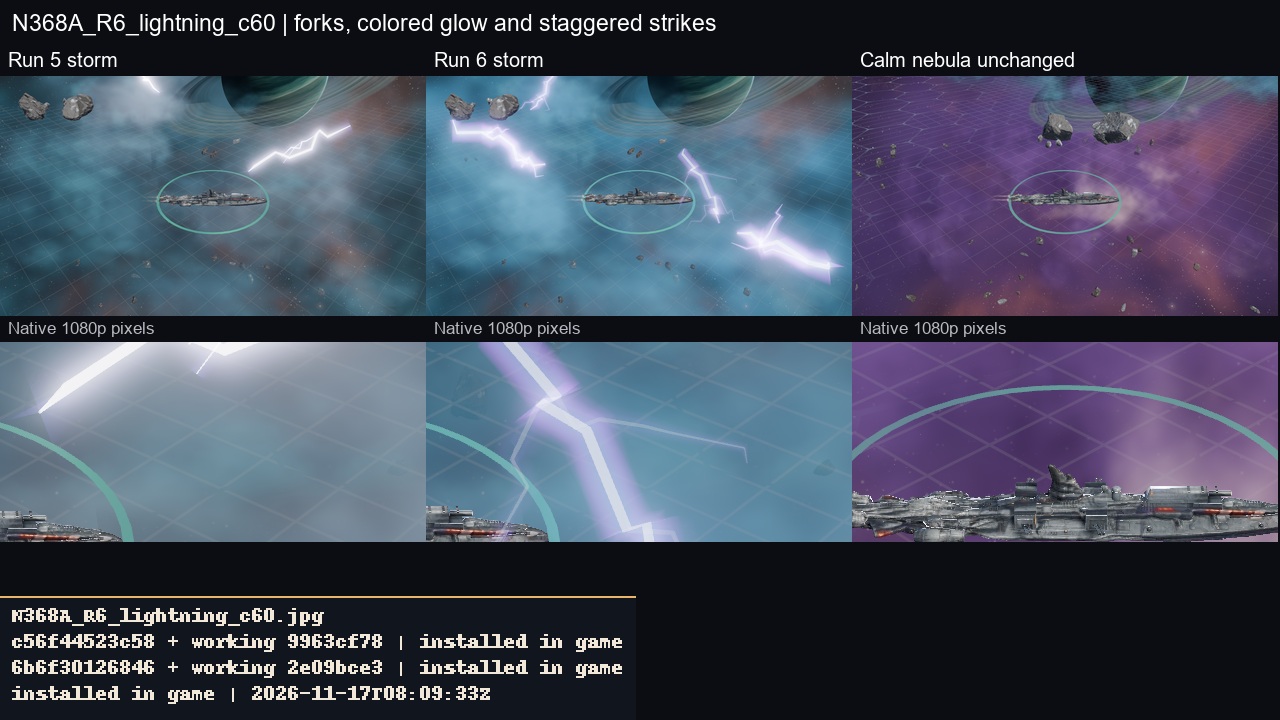 N368A_R6_lightning_c60 | forks, colored glow and staggered strikes
Run 5 storm
Run 6 storm
Calm nebula unchanged
Native 1080p pixels
Native 1080p pixels
Native 1080p pixels
N368A_R6_lightning_c60.jpg
c56f44523c58 + working 9963cf78 | installed in game
6b6f30126846 + working 2e09bce3 | installed in game
installed in game | 2026-11-17T08:09:33Z